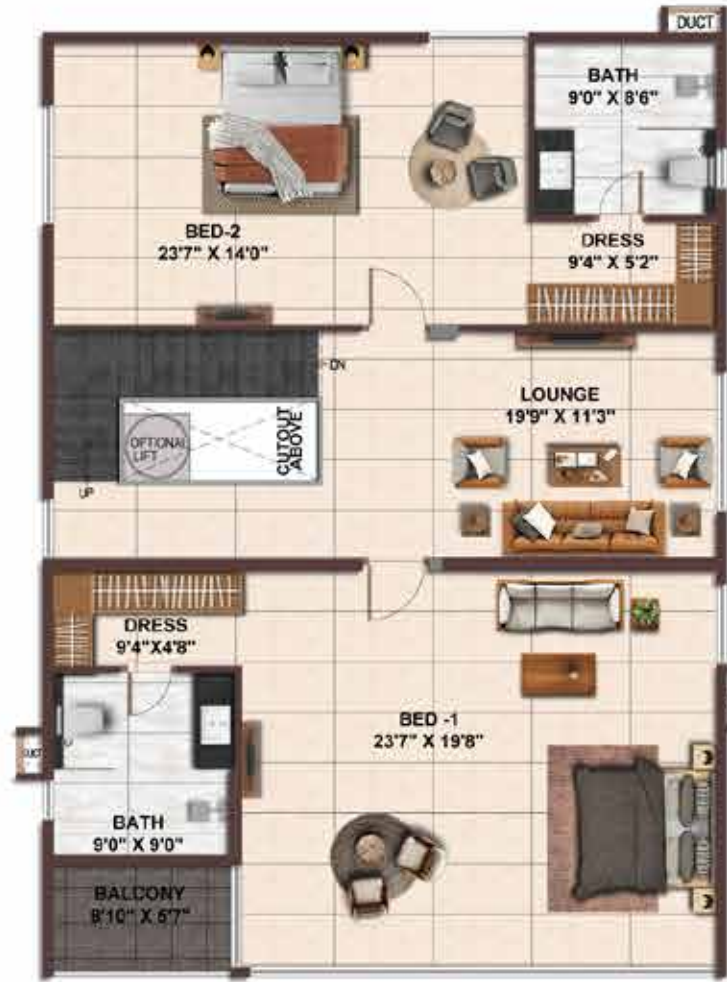 DUCT
BATH
9'0" X 8'6"
BED-2
23'7" X 14'0"
DRESS
9'4" X 5'2"
DN
LOUNGE
19'9" X 11'3"
OPTIONAL
LIFT
CUTOUT
ABOVE
UP
DRESS
9'4"X4'8"
BED -1
23'7" X 19'8"
DUCT
BATH
9'0" X 9'0"
BALCONY
8'10" X 5'7"